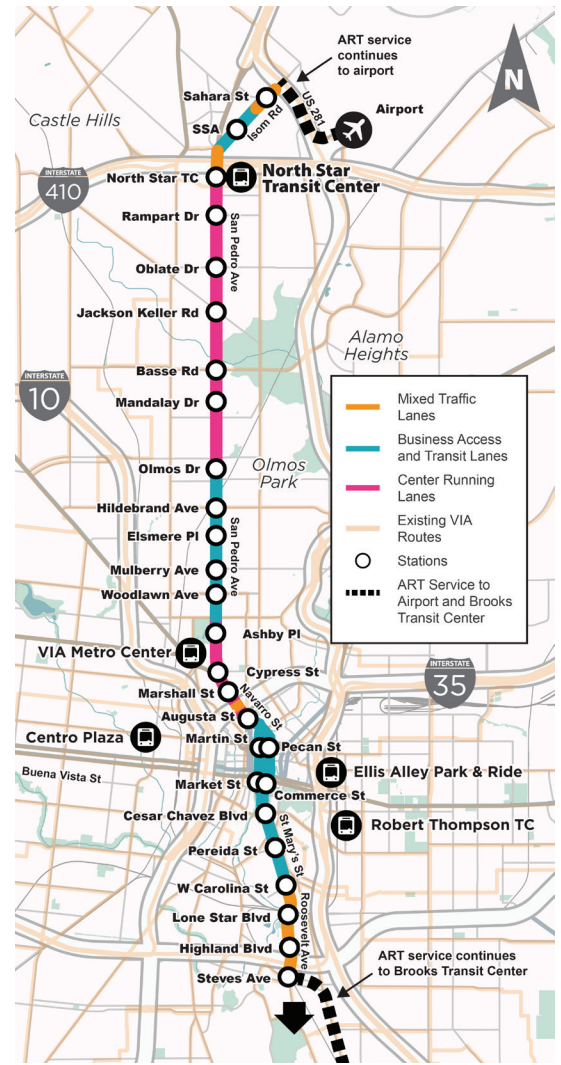 ART service
continues
to airport
N
Sahara St
US 281
Airport
Castle Hills
SSA
Isom Rd
INTERSTATE
410
North Star TC
North Star
Transit Center
Rampart Dr
San Pedro Ave
Oblate Dr
Jackson Keller Rd
Alamo
Heights
INTERSTATE
10
Basse Rd
Mandalay Dr
Mixed Traffic
Lanes
Business Access
and Transit Lanes
Center Running
Lanes
Existing VIA
Routes
Stations
ART Service to
Airport and Brooks
Transit Center
Olmos Dr
Olmos
Park
Hildebrand Ave
San Pedro Ave
Elsmere Pl
Mulberry Ave
Woodlawn Ave
Ashby Pl
VIA Metro Center
Cypress St
INTERSTATE
35
Marshall St
Navarro St
Augusta St
Centro Plaza
Martin St
Pecan St
Buena Vista St
Ellis Alley Park & Ride
Market St
Commerce St
Cesar Chavez Blvd
St Mary's St
Robert Thompson TC
Pereida St
W Carolina St
Roosevelt Ave
Lone Star Blvd
Highland Blvd
ART service continues
to Brooks Transit Center
Steves Ave